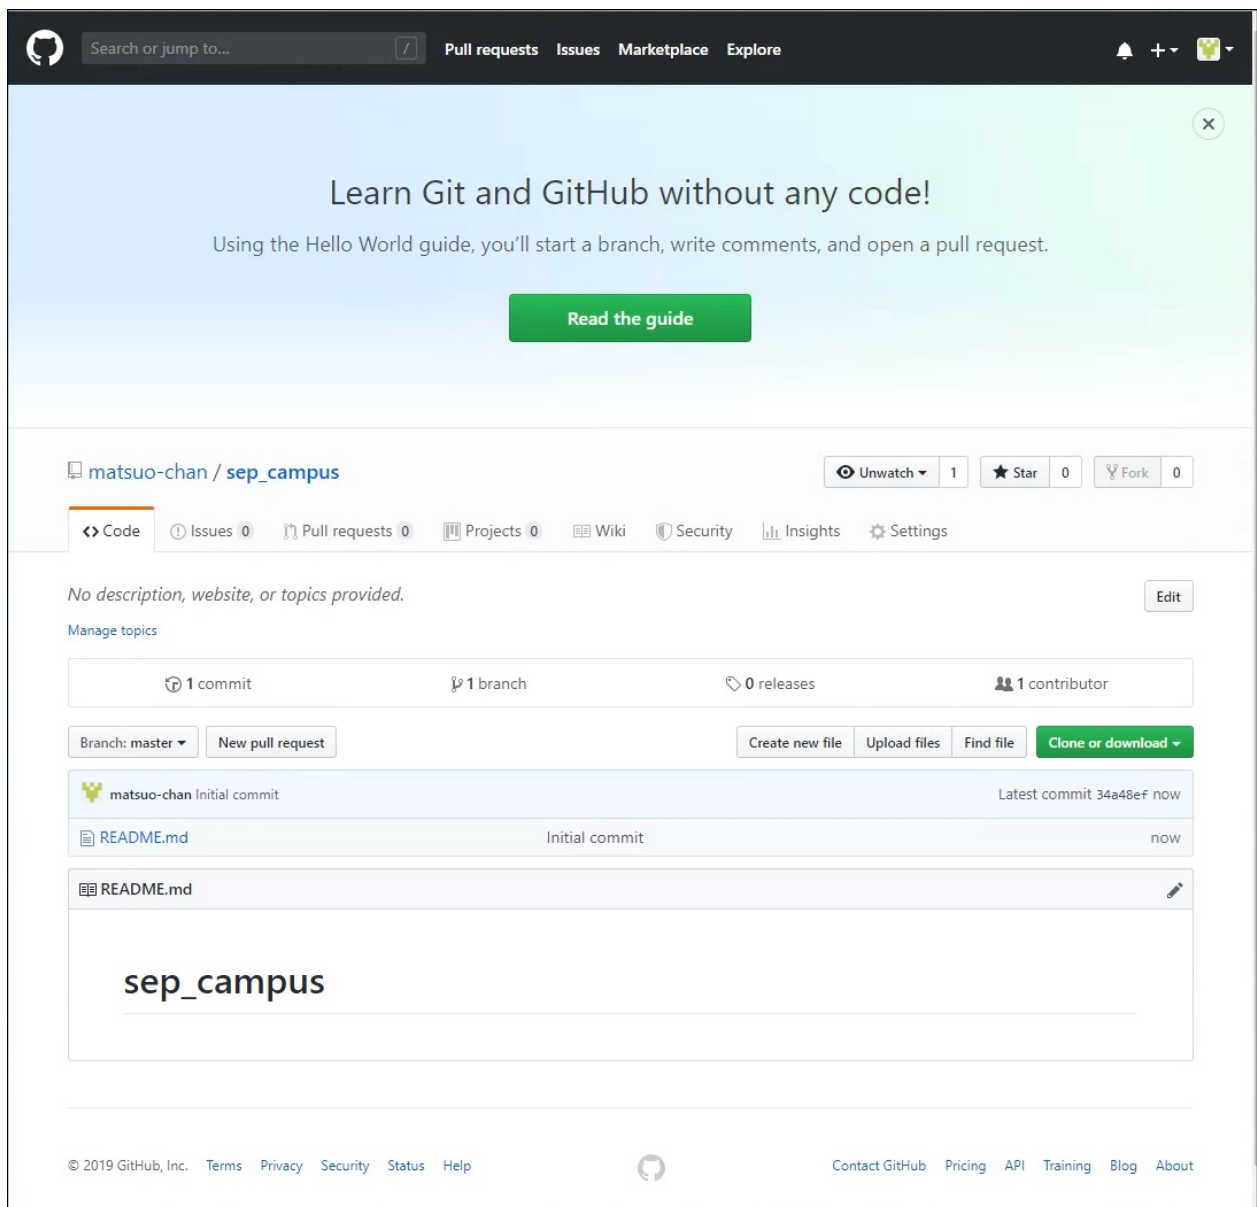 Search or jump to... /
Pull requests Issues Marketplace Explore
Learn Git and GitHub without any code!
Using the Hello World guide, you’ll start a branch, write comments, and open a pull request.
Read the guide
matsuo-chan / sep_campus
Unwatch 1 Star 0 Fork 0
Code Issues 0 Pull requests 0 Projects 0 Wiki Security Insights Settings
No description, website, or topics provided.
Edit
Manage topics
1 commit 1 branch 0 releases 1 contributor
Branch: master New pull request Create new file Upload files Find file Clone or download
matsuo-chan Initial commit Latest commit 34a48ef now
README.md Initial commit now
README.md
sep_campus
© 2019 GitHub, Inc. Terms Privacy Security Status Help Contact GitHub Pricing API Training Blog About